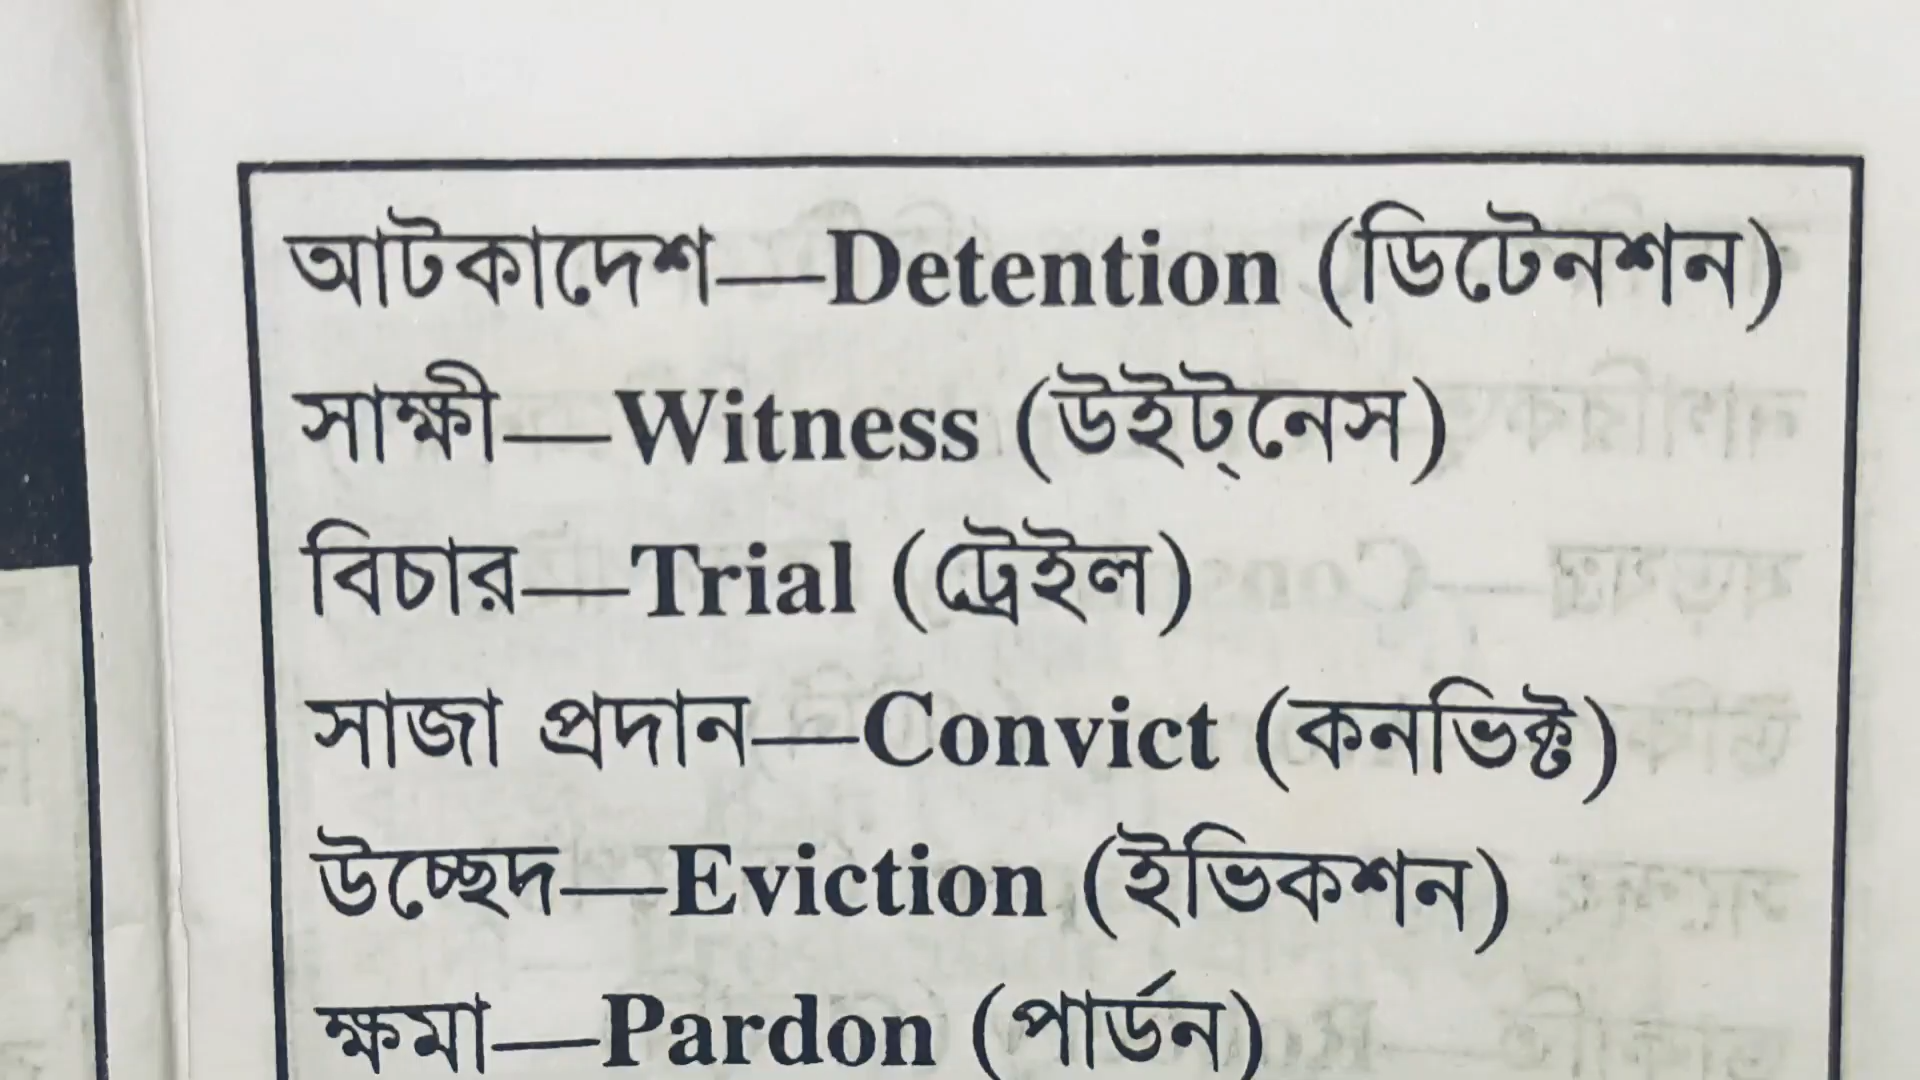 আটকাদেশ—Detention (ডিটেনশন)
সাক্ষী—Witness (উইট্‌নেস)
বিচার—Trial (ট্রেইল)
সাজা প্রদান—Convict (কনভিক্ট)
উচ্ছেদ—Eviction (ইভিকশন)
ক্ষমা—Pardon (পার্ডন)